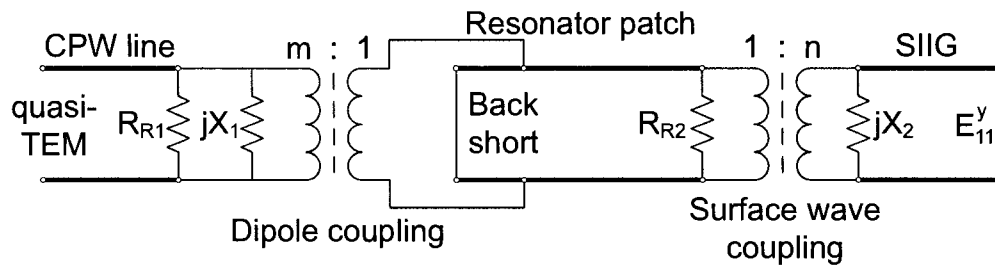 Resonator patch
CPW line
m : 1
1 : n
SIIG
quasi-
TEM
R_R1
jX_1
Back
short
R_R2
jX_2
E_11^y
Dipole coupling
Surface wave
coupling